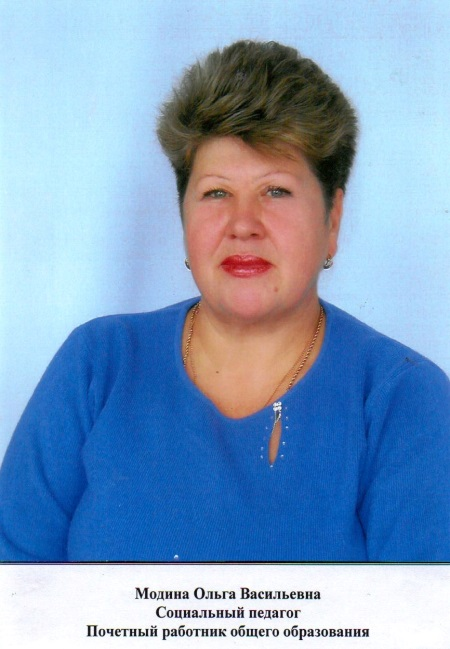 Модина Ольга Васильевна
Социальный педагог
Почетный работник общего образования